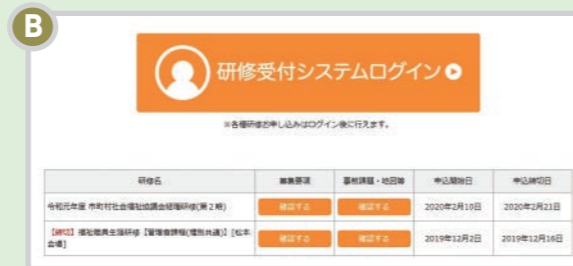 B
研修受付システムログイン
※各種研修お申し込みはログイン後に行えます。
研修名 募集要項 事前課題・地図等 申込開始日 申込締切日
令和元年度 市町村社会福祉協議会経理研修(第2期) 確認する 確認する 2020年2月10日 2020年2月21日
【締切】福祉職員生涯研修【管理者課程(種別共通)】[松本
会場] 確認する 確認する 2019年12月2日 2019年12月16日